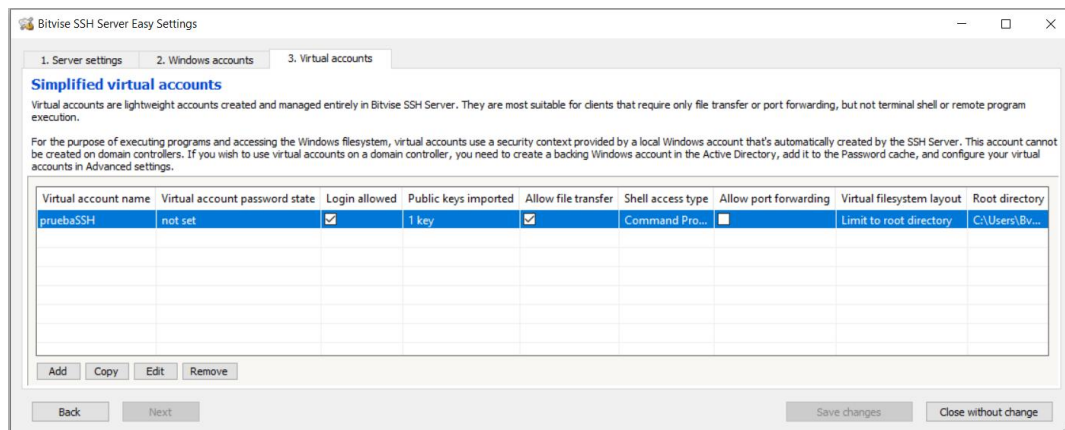 Bitvise SSH Server Easy Settings
1. Server settings 2. Windows accounts 3. Virtual accounts
Simplified virtual accounts
Virtual accounts are lightweight accounts created and managed entirely in Bitvise SSH Server. They are most suitable for clients that require only file transfer or port forwarding, but not terminal shell or remote program
execution.
For the purpose of executing programs and accessing the Windows filesystem, virtual accounts use a security context provided by a local Windows account that's automatically created by the SSH Server. This account cannot
be created on domain controllers. If you wish to use virtual accounts on a domain controller, you need to create a backing Windows account in the Active Directory, add it to the Password cache, and configure your virtual
accounts in Advanced settings.
Virtual account name Virtual account password state Login allowed Public keys imported Allow file transfer Shell access type Allow port forwarding Virtual filesystem layout Root directory
pruebaSSH not set 1 key Command Pro... Limit to root directory C:\Users\Bv...
Add Copy Edit Remove
Back Next Save changes Close without change